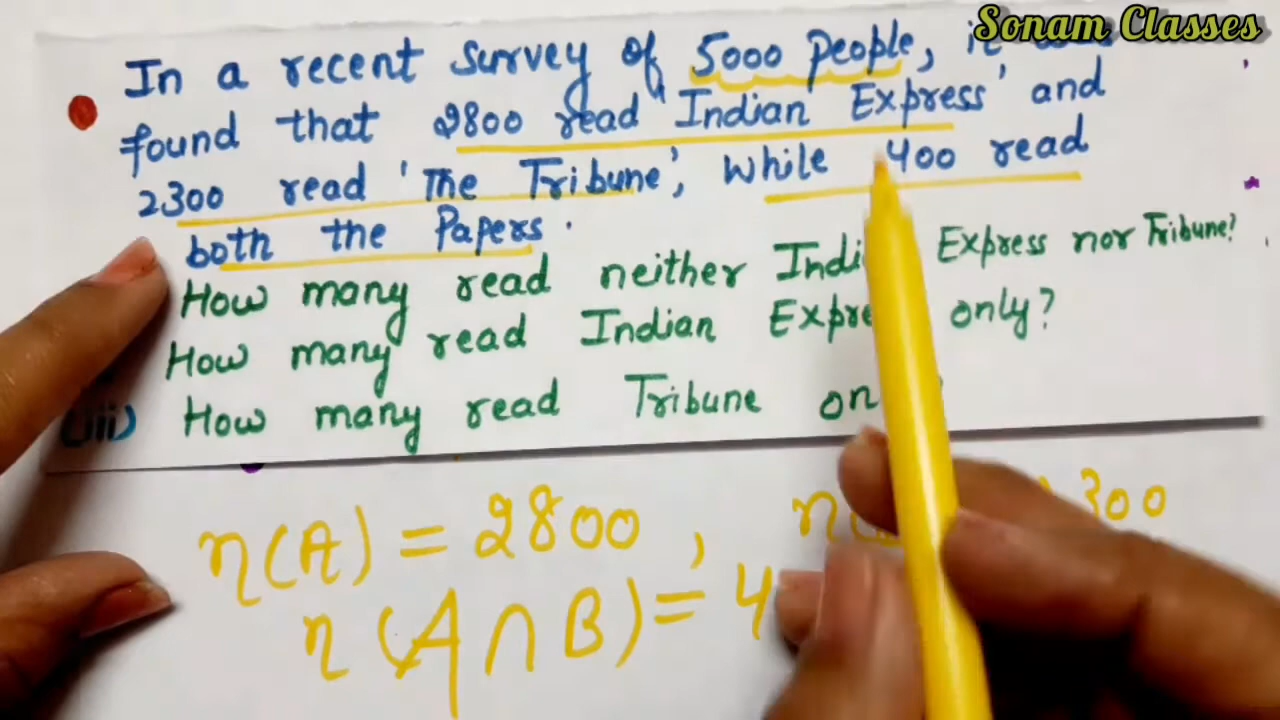 Sonam Classes
In a recent survey of 5000 people, it was
found that 2800 read 'Indian Express' and
2300 read 'The Tribune', while 400 read
both the Papers.
How many read neither Indi Express nor Tribune?
How many read Indian Expre only?
(iii) How many read Tribune on
n(A) = 2800, n( 300
n(A∩B) = 4